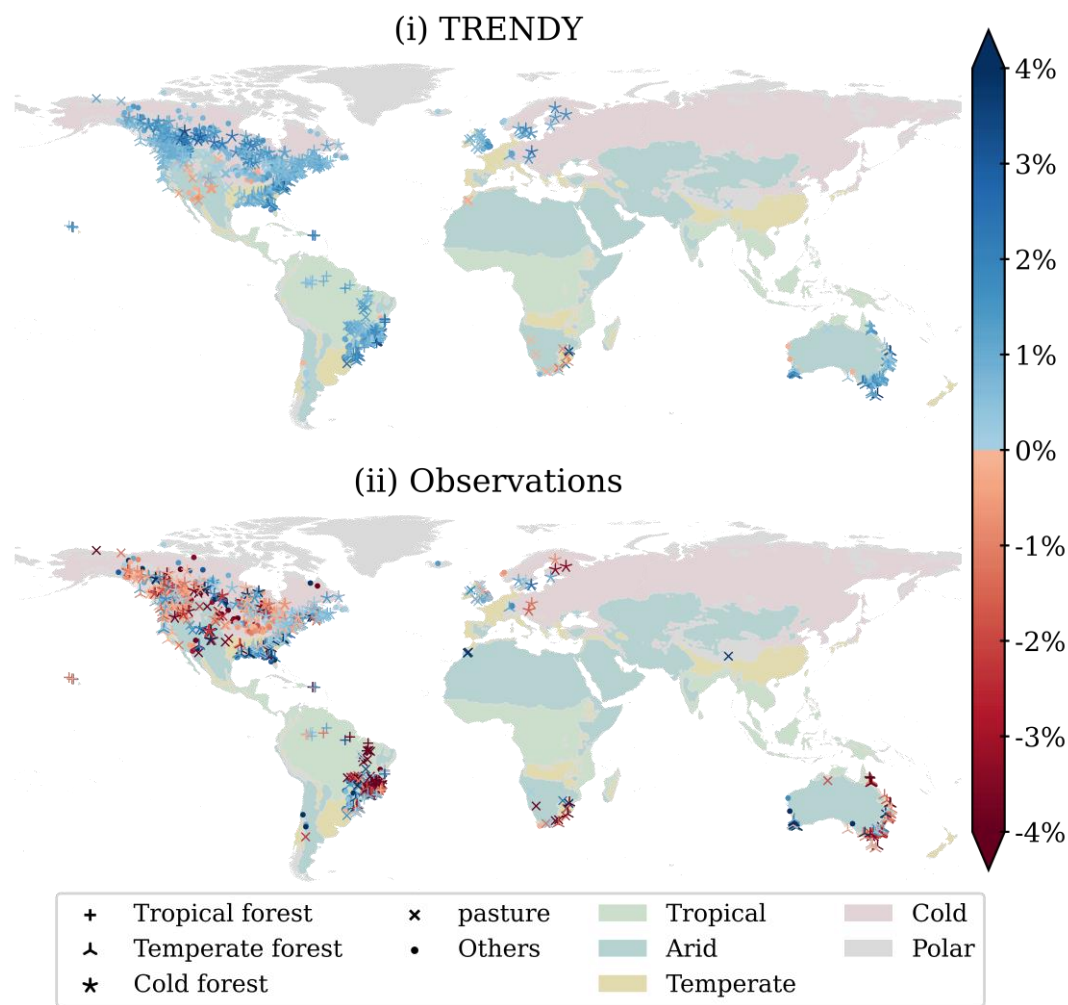 (i) TRENDY
4%
3%
2%
1%
0%
-1%
-2%
-3%
-4%
(ii) Observations
Tropical forest
pasture
Tropical
Cold
Temperate forest
Others
Arid
Polar
Cold forest
Temperate